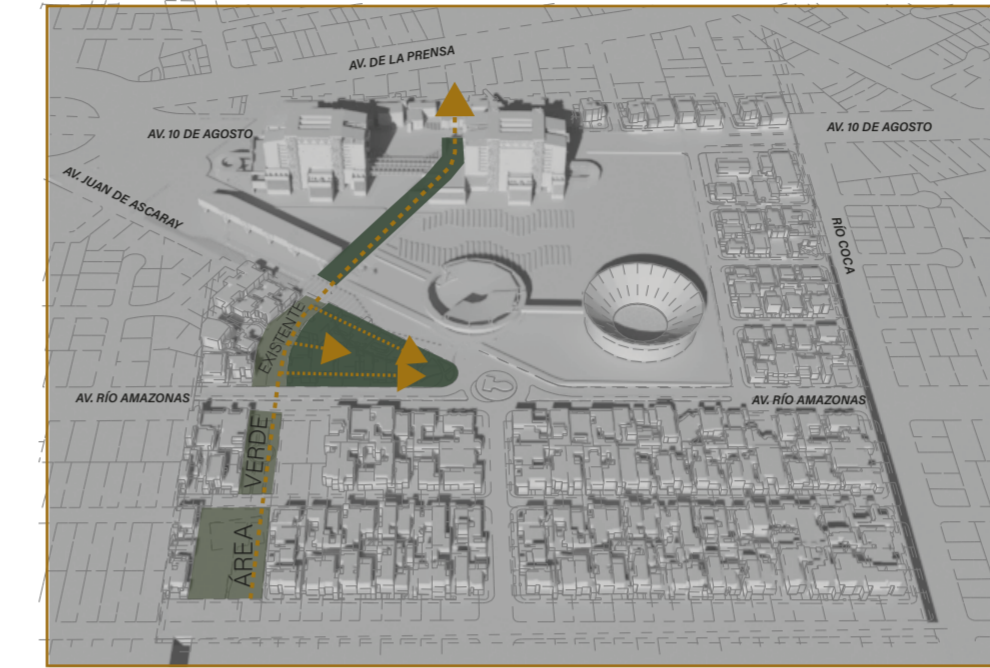 AV. DE LA PRENSA
AV. 10 DE AGOSTO
AV. 10 DE AGOSTO
AV. JUAN DE ASCARAY
RÍO COCA
EXISTENTE
AV. RÍO AMAZONAS
AV. RÍO AMAZONAS
VERDE
ÁREA